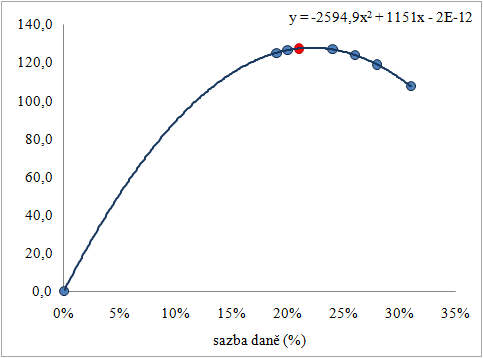 y = -2594,9x² + 1151x - 2E-12
140,0
120,0
100,0
80,0
60,0
40,0
20,0
0,0
0% 5% 10% 15% 20% 25% 30% 35%
sazba daně (%)